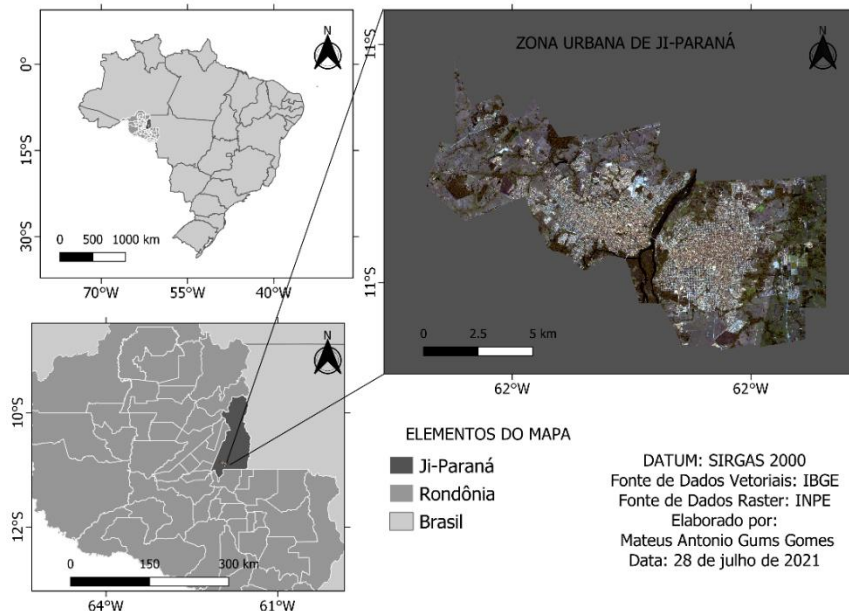 N
0°
15°S
30°S
0 500 1000 km
70°W 55°W 40°W
ZONA URBANA DE JI-PARANÁ
N
11°S
11°S
0 2.5 5 km
62°W 62°W
N
10°S
12°S
0 150 300 km
64°W 61°W
ELEMENTOS DO MAPA
Ji-Paraná
Rondônia
Brasil
DATUM: SIRGAS 2000
Fonte de Dados Vetoriais: IBGE
Fonte de Dados Raster: INPE
Elaborado por:
Mateus Antonio Gums Gomes
Data: 28 de julho de 2021